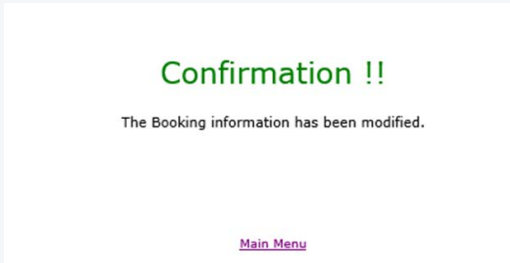 Confirmation !!
The Booking information has been modified.
Main Menu